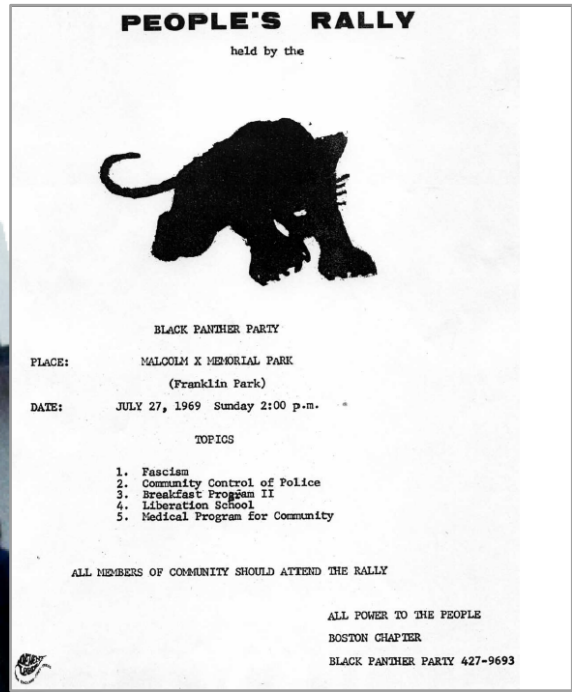 PEOPLE'S RALLY
held by the
BLACK PANTHER PARTY
PLACE: MALCOLM X MEMORIAL PARK
(Franklin Park)
DATE: JULY 27, 1969 Sunday 2:00 p.m.
TOPICS
1. Fascism
2. Community Control of Police
3. Breakfast Program II
4. Liberation School
5. Medical Program for Community
ALL MEMBERS OF COMMUNITY SHOULD ATTEND THE RALLY
ALL POWER TO THE PEOPLE
BOSTON CHAPTER
BLACK PANTHER PARTY 427-9693